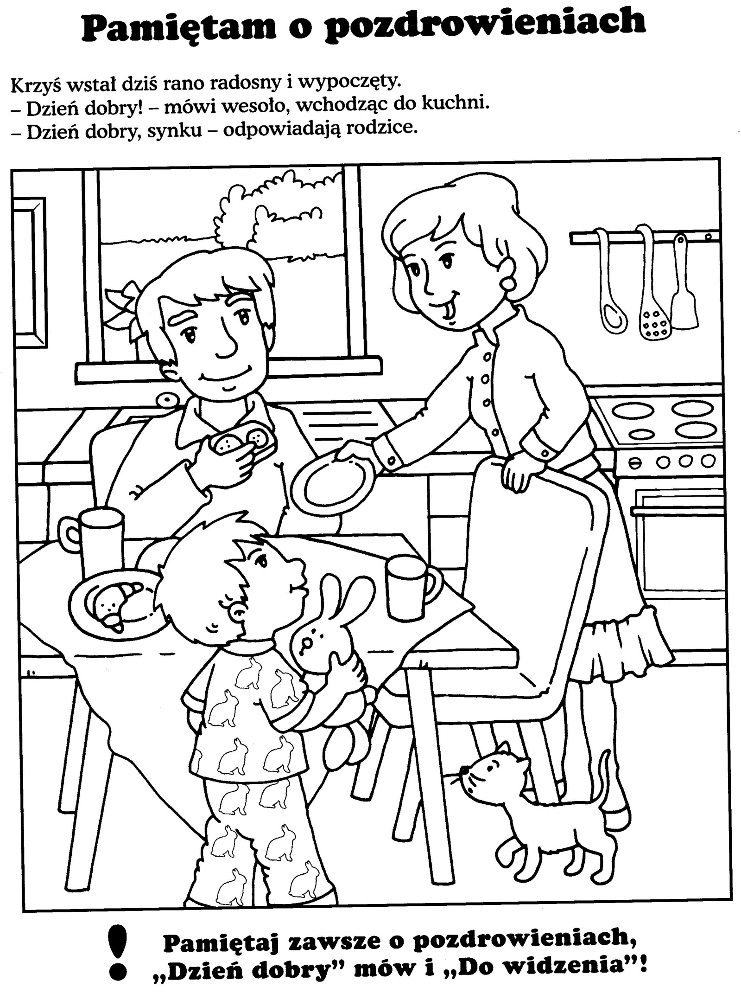 Pamiętam o pozdrowieniach
Krzyś wstał dziś rano radosny i wypoczęty.
– Dzień dobry! – mówi wesoło, wchodząc do kuchni.
– Dzień dobry, synku – odpowiadają rodzice.
! Pamiętaj zawsze o pozdrowieniach,
„Dzień dobry” mów i „Do widzenia”!